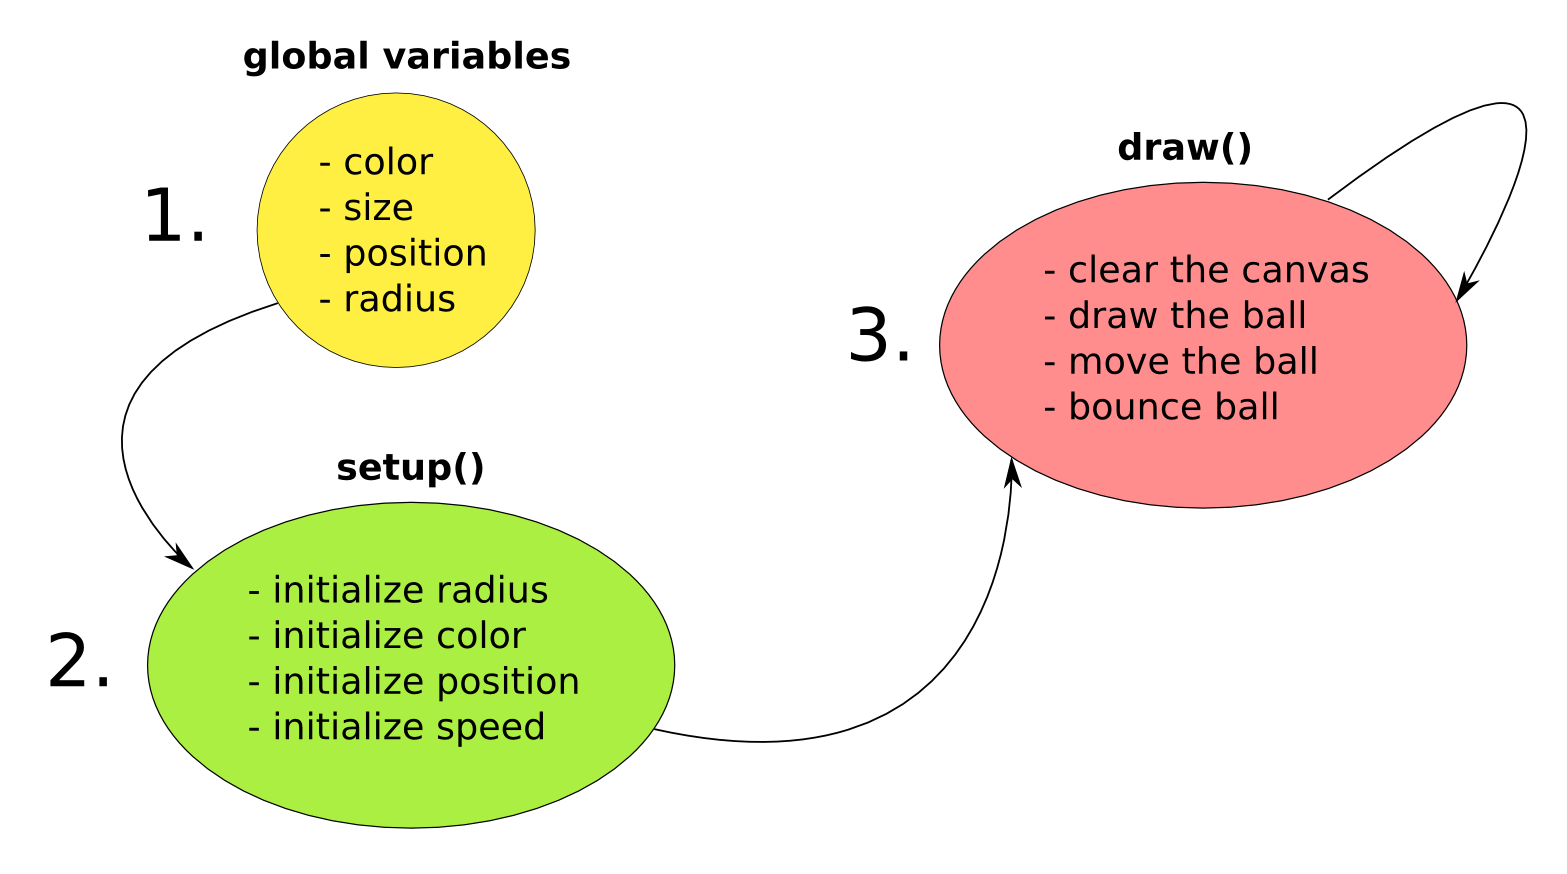 global variables
1.
- color
- size
- position
- radius
setup()
2.
- initialize radius
- initialize color
- initialize position
- initialize speed
draw()
3.
- clear the canvas
- draw the ball
- move the ball
- bounce ball